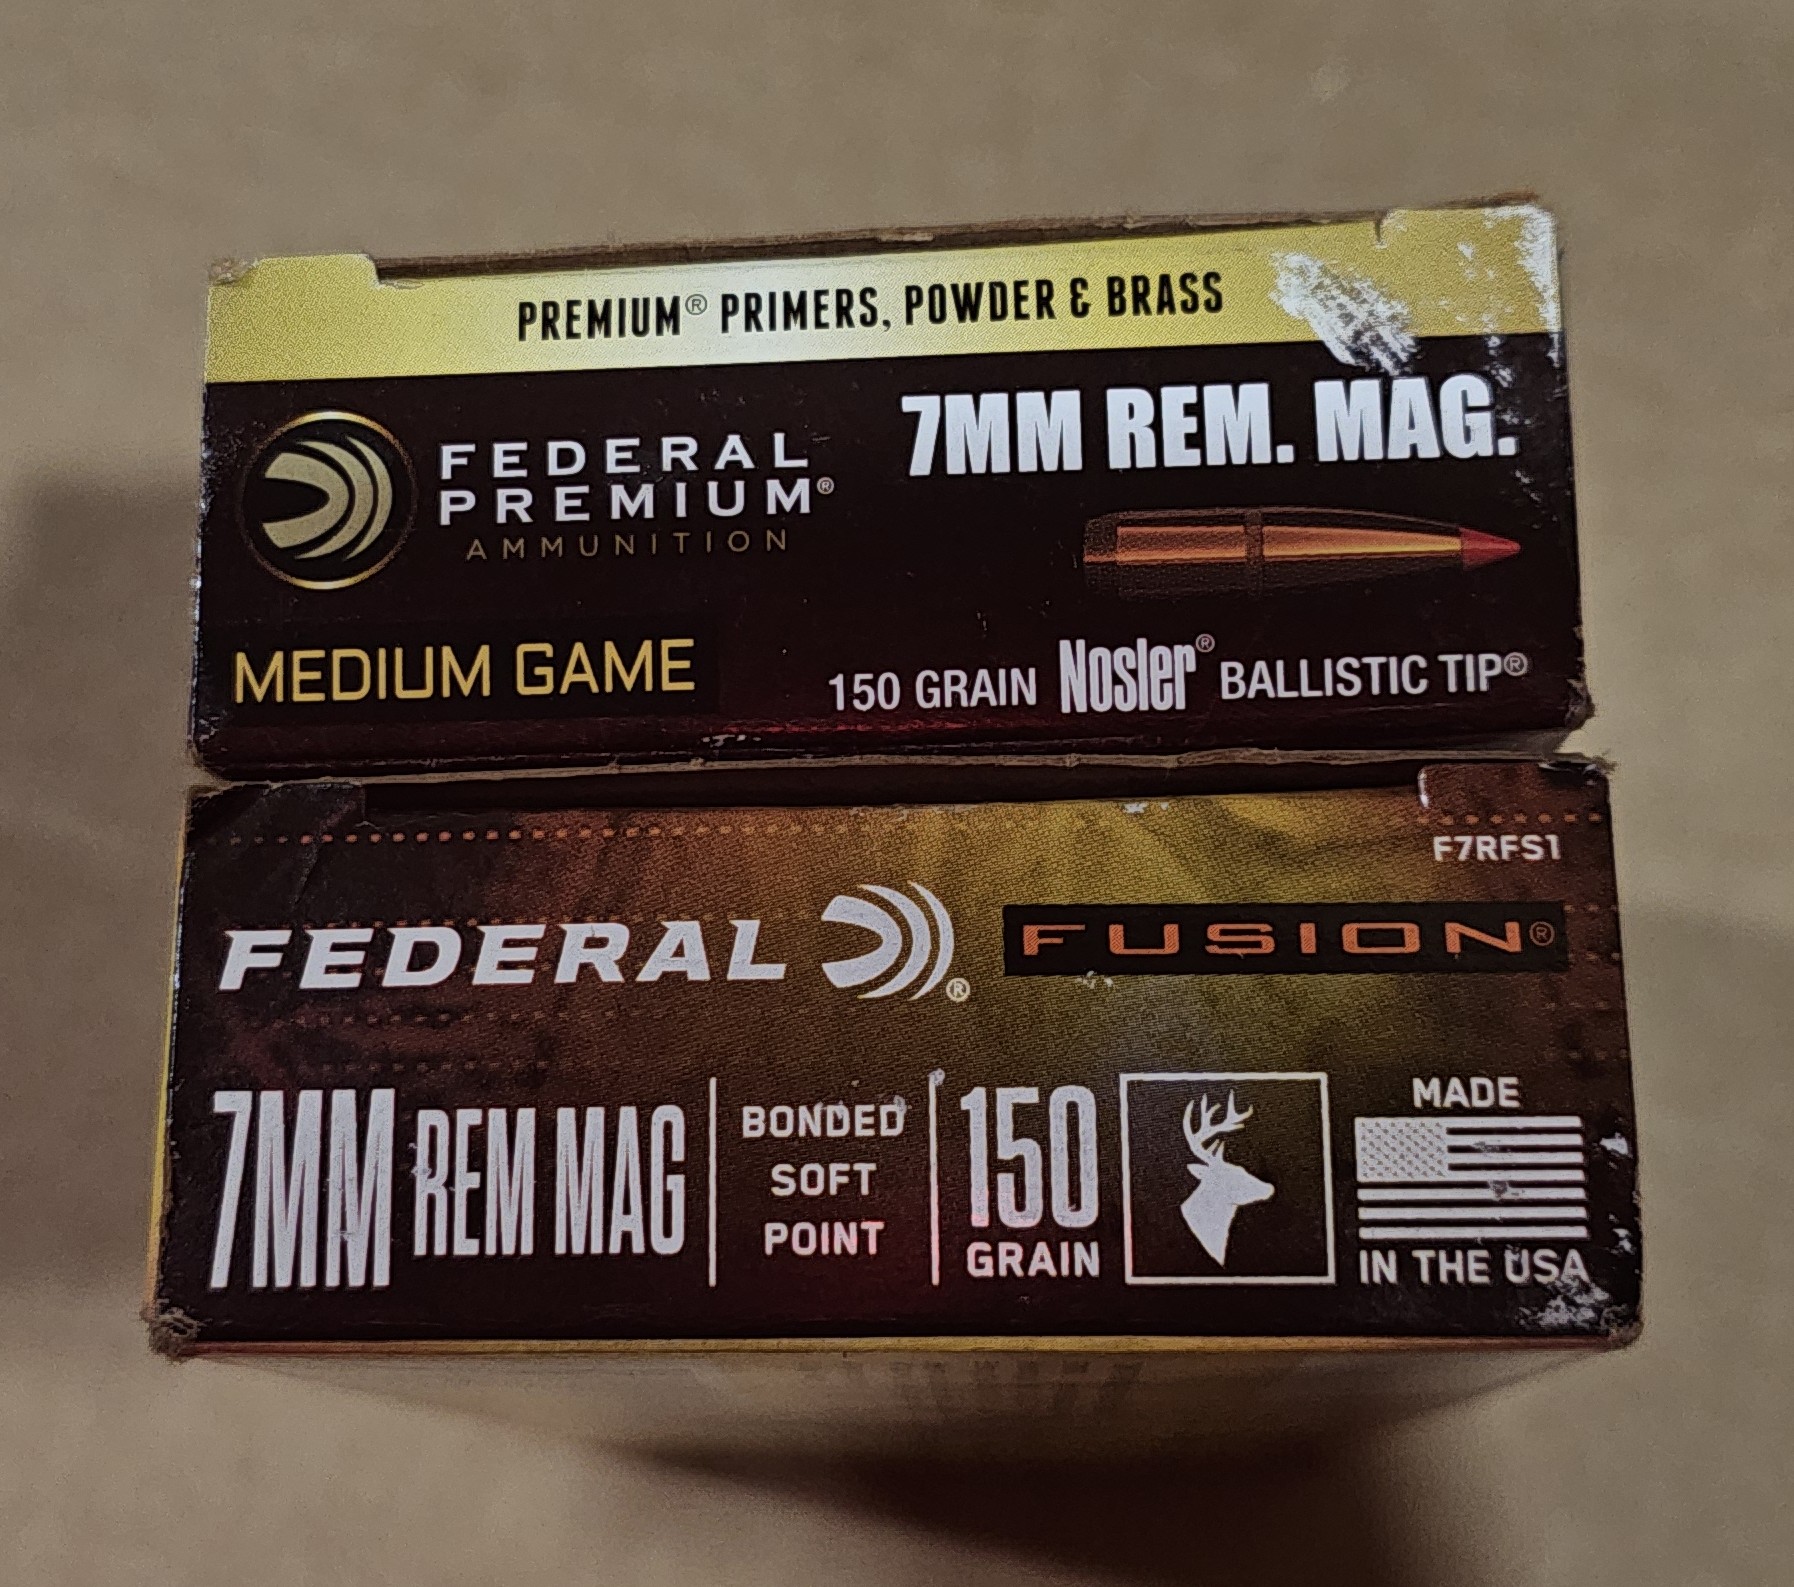 PREMIUM® PRIMERS, POWDER & BRASS
7MM REM. MAG.
FEDERAL
PREMIUM®
AMMUNITION
MEDIUM GAME
150 GRAIN Nosler® BALLISTIC TIP®
F7RFS1
FEDERAL ® FUSION®
7MM REM MAG
BONDED
SOFT
POINT
150
GRAIN
MADE
IN THE USA